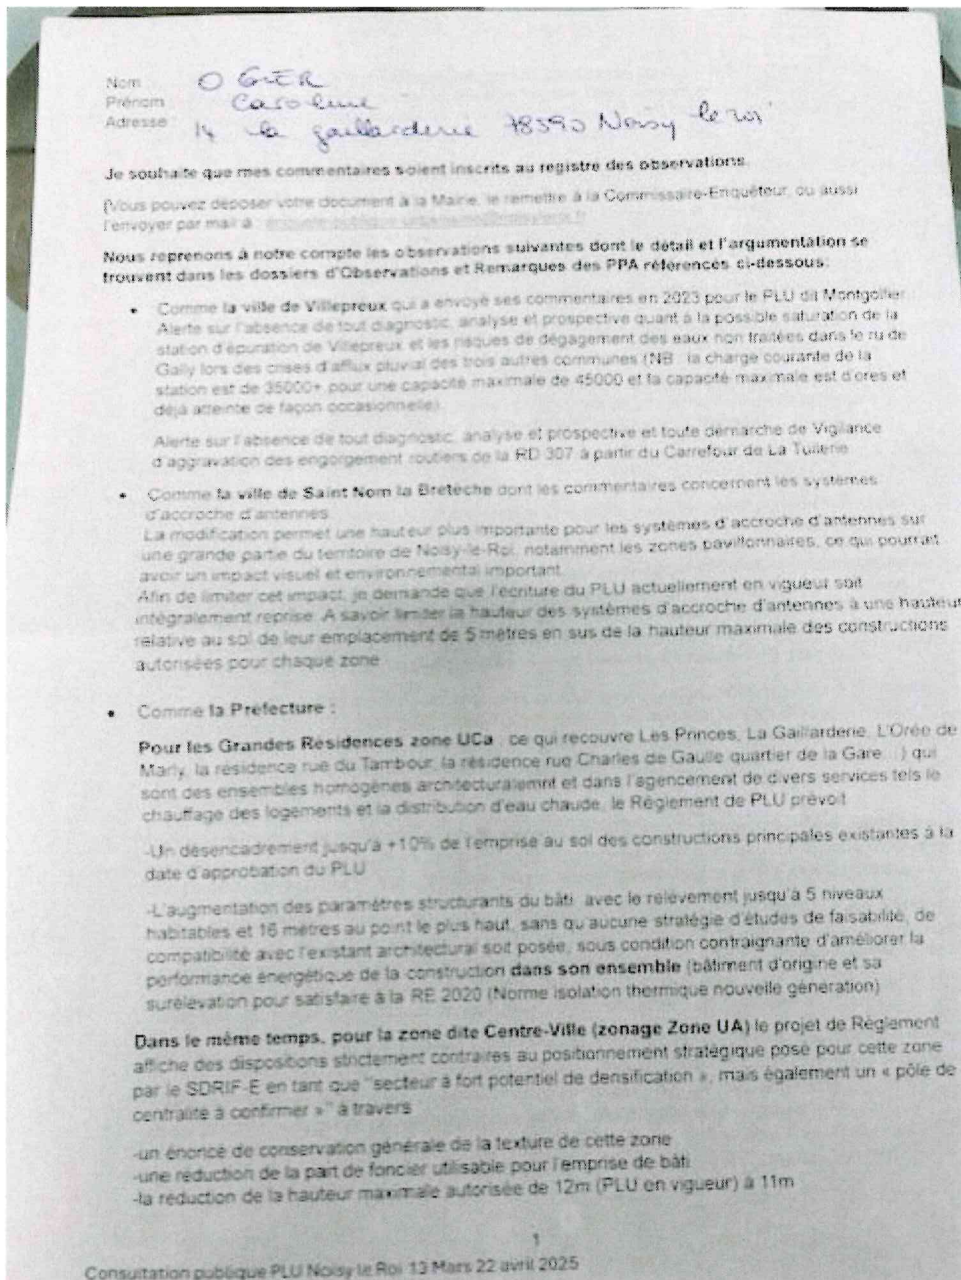 Nom : OGIER
Prénom : Caroline
Adresse : 14 la gaillarderie 78590 Noisy le roi
Je souhaite que mes commentaires soient inscrits au registre des observations.
(Vous pouvez déposer votre document à la Mairie, le remettre à la Commissaire-Enquêteur, ou aussi
l'envoyer par mail à :
Nous reprenons à notre compte les observations suivantes dont le détail et l'argumentation se
trouvent dans les dossiers d'Observations et Remarques des PPA référencés ci-dessous:
• Comme la ville de Villepreux qui a envoyé ses commentaires en 2023 pour le PLU dit Montgolfier
Alerte sur l'absence de tout diagnostic, analyse et prospective quant à la possible saturation de la
station d'épuration de Villepreux et les risques de dégagement des eaux non traitées dans le ru de
Gally lors des crises d'afflux pluvial des trois autres communes (NB : la charge courante de la
station est de 35000+ pour une capacité maximale de 45000 et la capacité maximale est d'ores et
déjà atteinte de façon occasionnelle)
Alerte sur l'absence de tout diagnostic, analyse et prospective et toute démarche de Vigilance
d'aggravation des engorgement routiers de la RD 307 à partir du Carrefour de La Tuilerie
• Comme la ville de Saint Nom la Bretèche dont les commentaires concernent les systèmes
d'accroche d'antennes
La modification permet une hauteur plus importante pour les systèmes d'accroche d'antennes sur
une grande partie du territoire de Noisy-le-Roi, notamment les zones pavillonnaires, ce qui pourrait
avoir un impact visuel et environnemental important.
Afin de limiter cet impact, je demande que l'écriture du PLU actuellement en vigueur soit
intégralement reprise. A savoir limiter la hauteur des systèmes d'accroche d'antennes à une hauteur
relative au sol de leur emplacement de 5 mètres en sus de la hauteur maximale des constructions
autorisées pour chaque zone
• Comme la Préfecture :
Pour les Grandes Résidences zone UCa , ce qui recouvre Les Princes, La Gaillarderie, L'Orée de
Marly, la résidence rue du Tambour, la résidence rue Charles de Gaulle quartier de la Gare...) qui
sont des ensembles homogènes architecturalemnt et dans l'agencement de divers services tels le
chauffage des logements et la distribution d'eau chaude, le Règlement de PLU prévoit
-Un désencadrement jusqu'à +10% de l'emprise au sol des constructions principales existantes à la
date d'approbation du PLU
-L'augmentation des paramètres structurants du bâti, avec le relèvement jusqu'à 5 niveaux
habitables et 16 mètres au point le plus haut, sans qu'aucune stratégie d'études de faisabilité, de
compatibilité avec l'existant architectural soit posée, sous condition contraignante d'améliorer la
performance énergétique de la construction dans son ensemble (bâtiment d'origine et sa
surélévation pour satisfaire à la RE 2020 (Norme isolation thermique nouvelle génération)
Dans le même temps, pour la zone dite Centre-Ville (zonage Zone UA) le projet de Règlement
affiche des dispositions strictement contraires au positionnement stratégique posé pour cette zone
par le SDRIF-E en tant que "secteur à fort potentiel de densification », mais également un « pôle de
centralité à confirmer »" à travers
-un énoncé de conservation générale de la texture de cette zone
-une réduction de la part de foncier utilisable pour l'emprise de bâti
-la réduction de la hauteur maximale autorisée de 12m (PLU en vigueur) à 11m
1
Consultation publique PLU Noisy le Roi 13 Mars 22 avril 2025